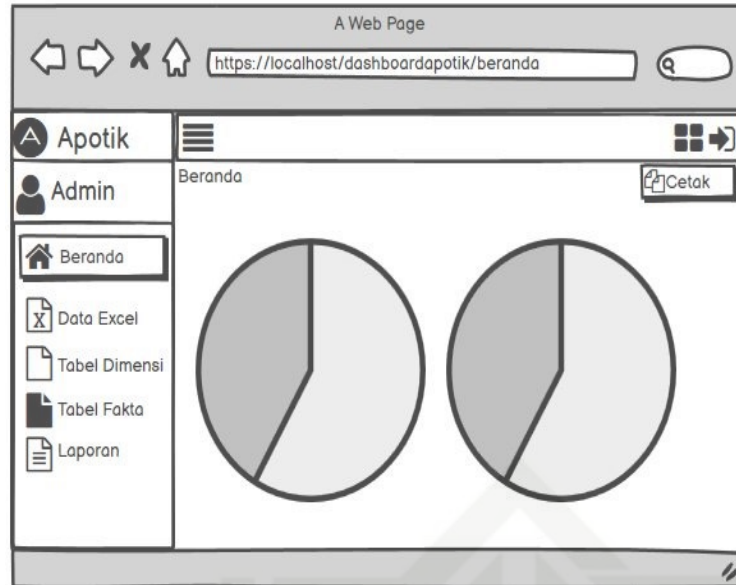 A Web Page
https://localhost/dashboardapotik/beranda
A Apotik
Admin
Beranda
Cetak
Beranda
X Data Excel
Tabel Dimensi
Tabel Fakta
Laporan